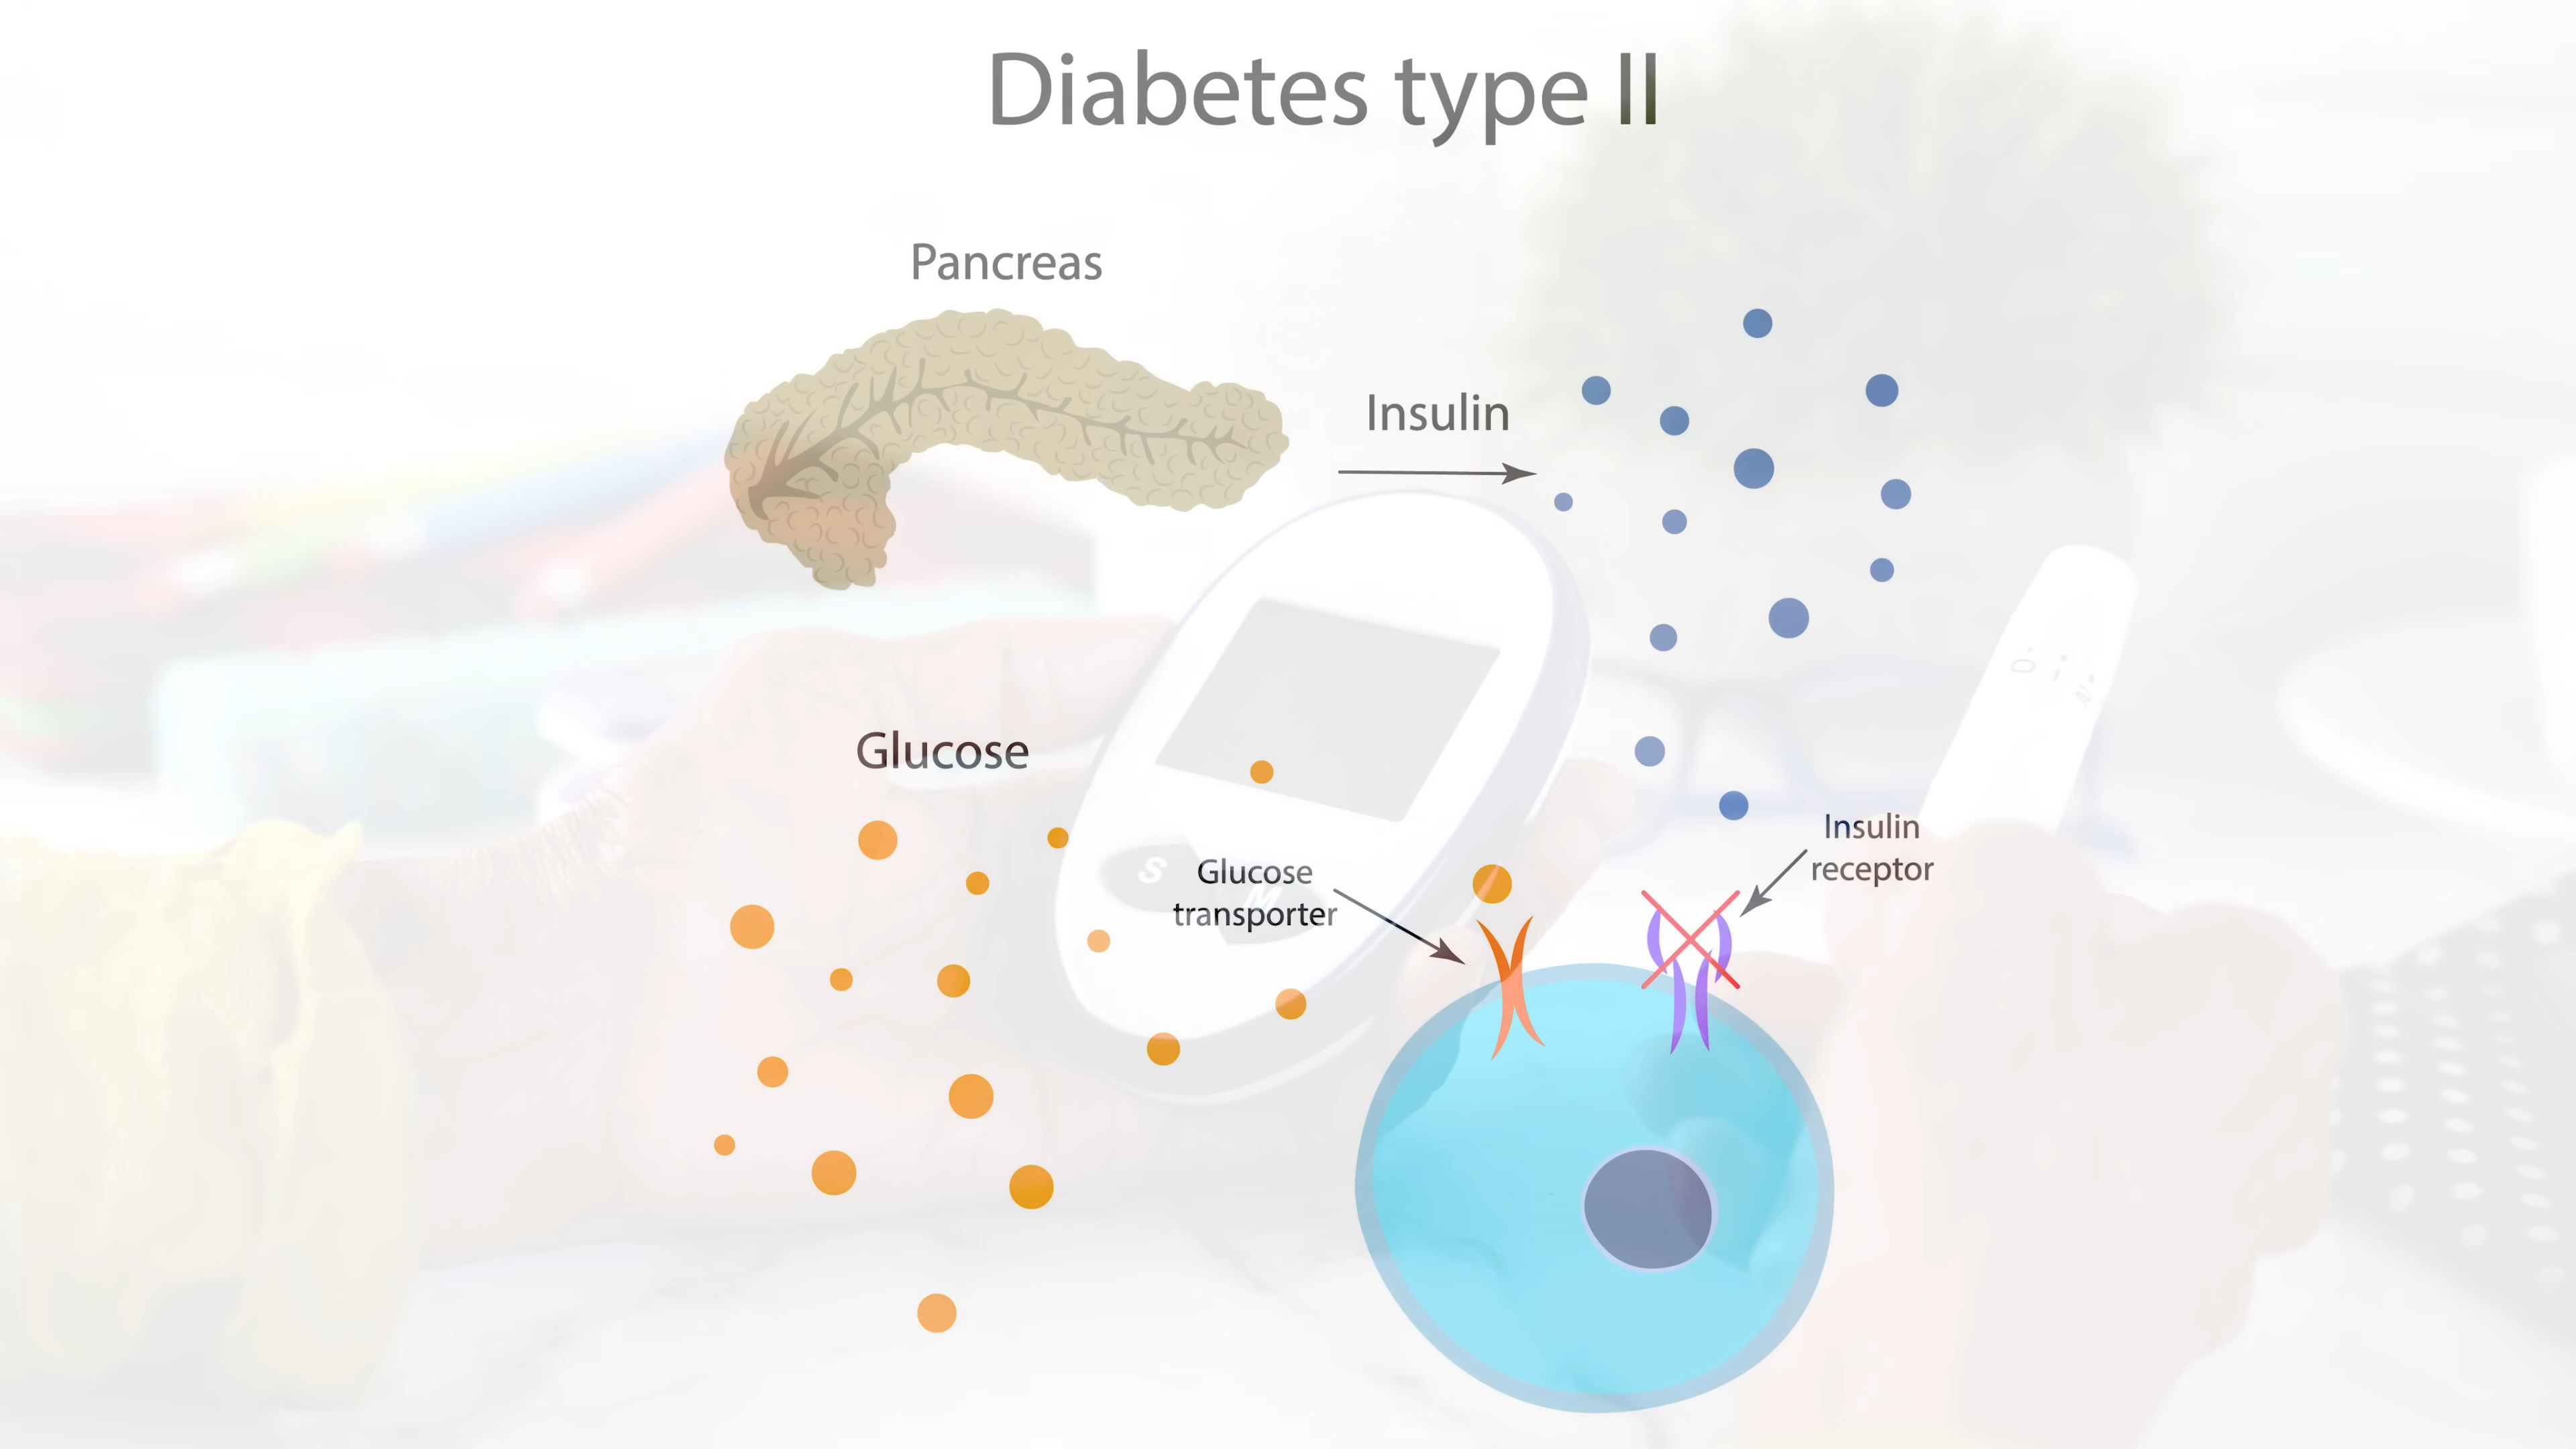 Diabetes type II
Pancreas
Insulin
Glucose
Glucose
transporter
Insulin
receptor
S
M